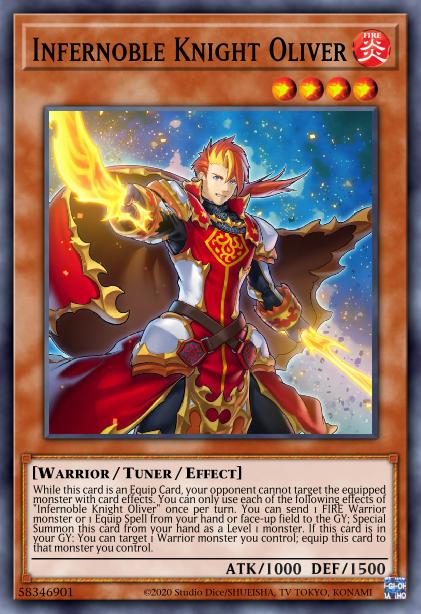 INFERNOBLE KNIGHT OLIVER
FIRE
炎
[WARRIOR / TUNER / EFFECT]
While this card is an Equip Card, your opponent cannot target the equipped
monster with card effects. You can only use each of the following effects of
"Infernoble Knight Oliver" once per turn. You can send 1 FIRE Warrior
monster or 1 Equip Spell from your hand or face-up field to the GY; Special
Summon this card from your hand as a Level 1 monster. If this card is in
your GY: You can target 1 Warrior monster you control; equip this card to
that monster you control.
ATK/1000 DEF/1500
58346901 ©2020 Studio Dice/SHUEISHA, TV TOKYO, KONAMI